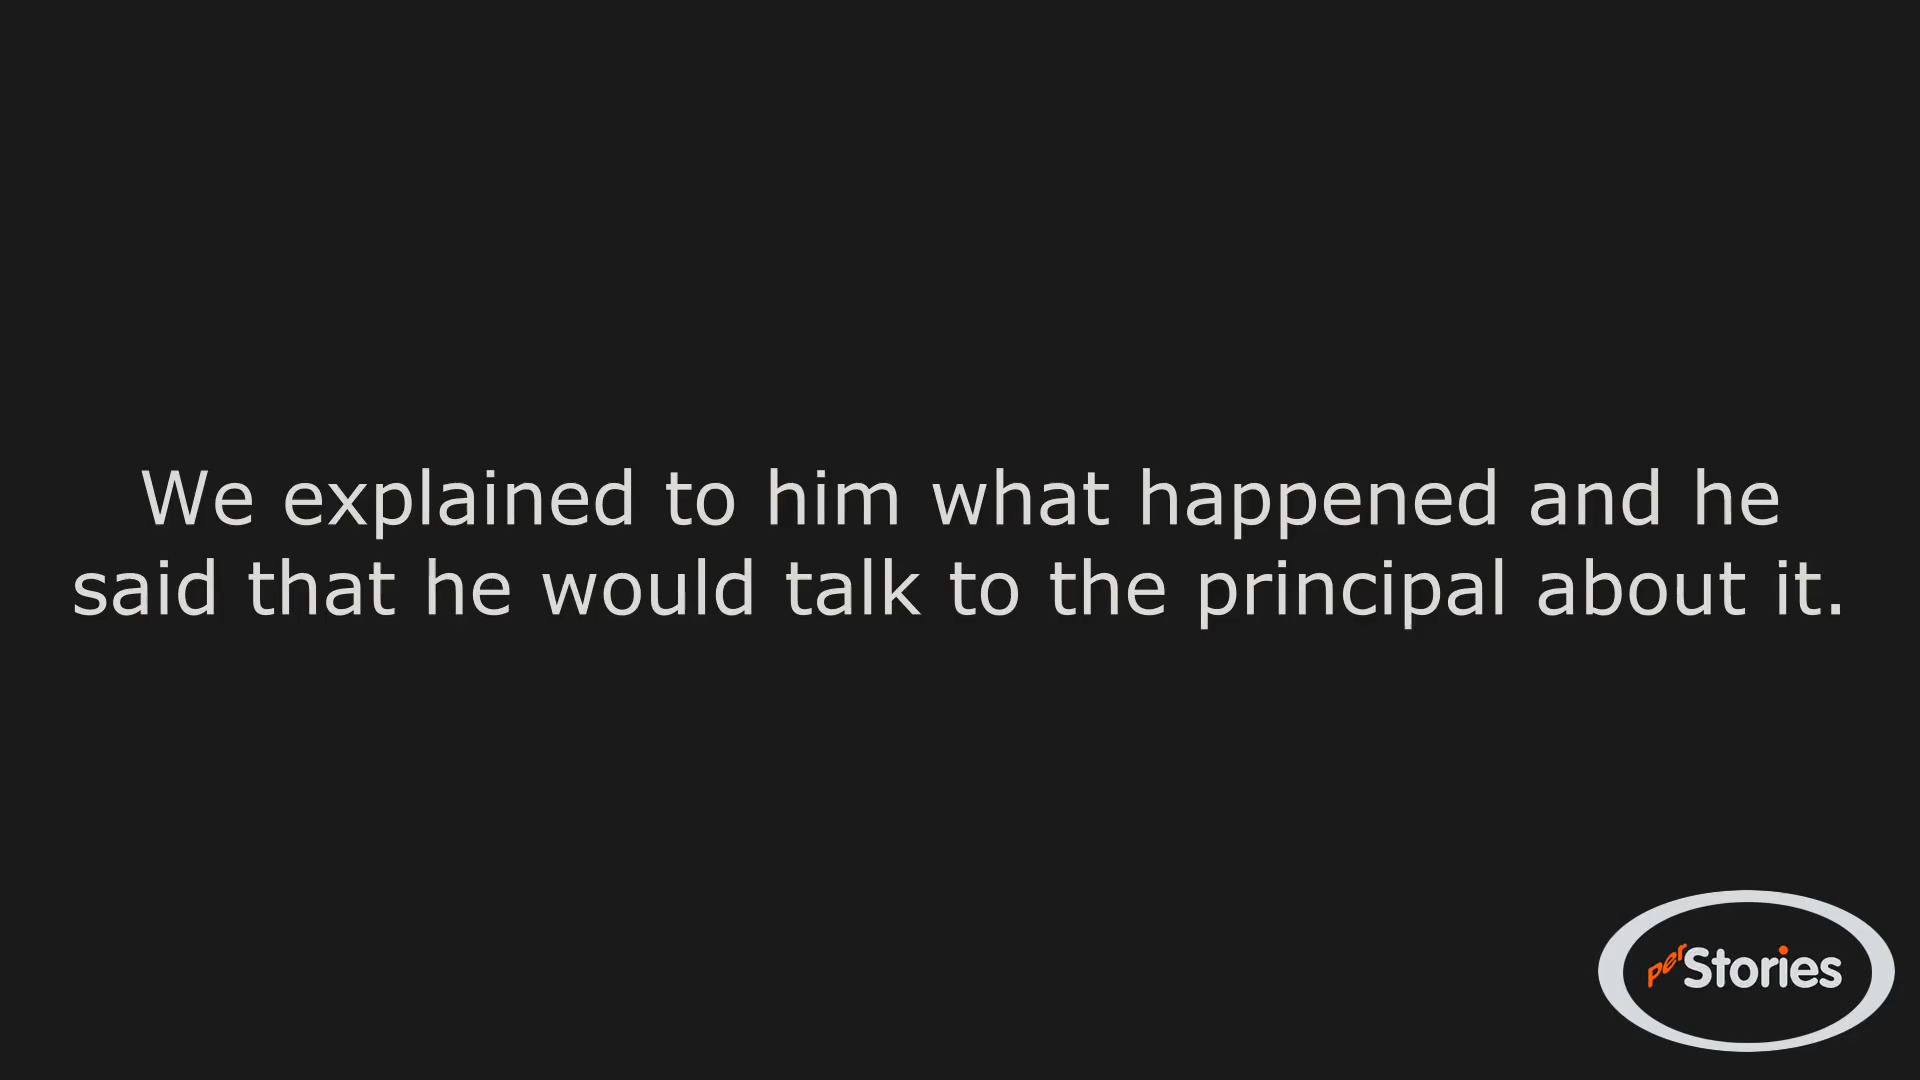 We explained to him what happened and he
said that he would talk to the principal about it.
perStories